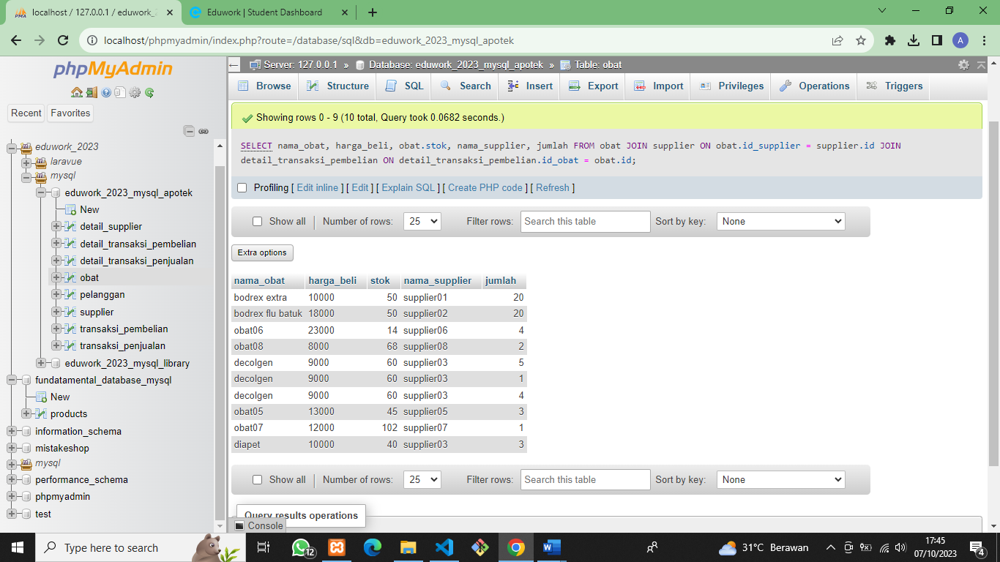 localhost / 127.0.0.1 / eduwork_2
Eduwork | Student Dashboard
localhost/phpmyadmin/index.php?route=/database/sql&db=eduwork_2023_mysql_apotek
A
PMA
phpMyAdmin
Recent
Favorites
eduwork_2023
laravue
mysql
eduwork_2023_mysql_apotek
New
detail_supplier
detail_transaksi_pembelian
detail_transaksi_penjualan
obat
pelanggan
supplier
transaksi_pembelian
transaksi_penjualan
eduwork_2023_mysql_library
fundatamental_database_mysql
New
products
information_schema
mistakeshop
mysql
performance_schema
phpmyadmin
test
Server: 127.0.0.1 » Database: eduwork_2023_mysql_apotek » Table: obat
Browse Structure SQL Search Insert Export Import Privileges Operations Triggers
Showing rows 0 - 9 (10 total, Query took 0.0682 seconds.)
SELECT nama_obat, harga_beli, obat.stok, nama_supplier, jumlah FROM obat JOIN supplier ON obat.id_supplier = supplier.id JOIN
detail_transaksi_pembelian ON detail_transaksi_pembelian.id_obat = obat.id;
Profiling [ Edit inline ] [ Edit ] [ Explain SQL ] [ Create PHP code ] [ Refresh ]
Show all Number of rows: 25 Filter rows: Search this table Sort by key: None
Extra options
nama_obat harga_beli stok nama_supplier jumlah
bodrex extra 10000 50 supplier01 20
bodrex flu batuk 18000 50 supplier02 20
obat06 23000 14 supplier06 4
obat08 8000 68 supplier08 2
decolgen 9000 60 supplier03 5
decolgen 9000 60 supplier03 1
decolgen 9000 60 supplier03 4
obat05 13000 45 supplier05 3
obat07 12000 102 supplier07 1
diapet 10000 40 supplier03 3
Show all Number of rows: 25 Filter rows: Search this table Sort by key: None
Query results operations
Console
Type here to search
12
31°C Berawan
17:45
07/10/2023
4